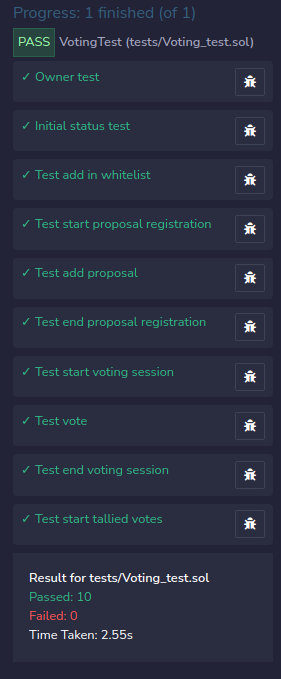 Progress: 1 finished (of 1)
PASS VotingTest (tests/Voting_test.sol)
✓ Owner test
✓ Initial status test
✓ Test add in whitelist
✓ Test start proposal registration
✓ Test add proposal
✓ Test end proposal registration
✓ Test start voting session
✓ Test vote
✓ Test end voting session
✓ Test start tallied votes
Result for tests/Voting_test.sol
Passed: 10
Failed: 0
Time Taken: 2.55s